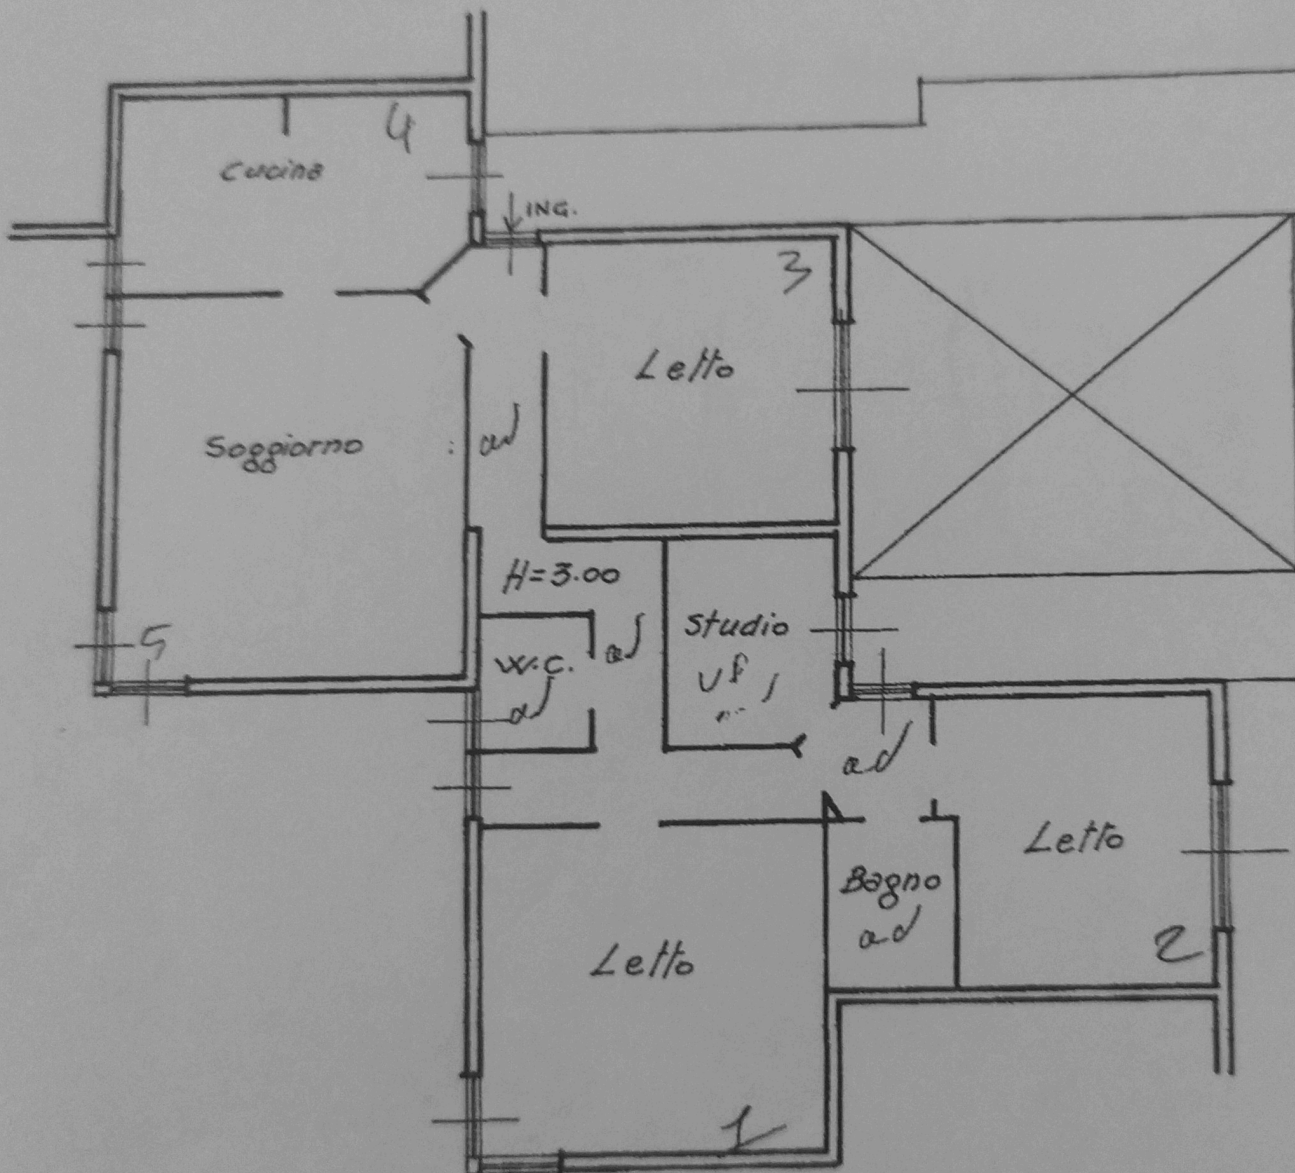 4
Cucina
ING.
3
Letto
Soggiorno
ad
H=3.00
Studio
5
W.C.
ad
ad
ad
Letto
Bagno
ad
2
Letto
1